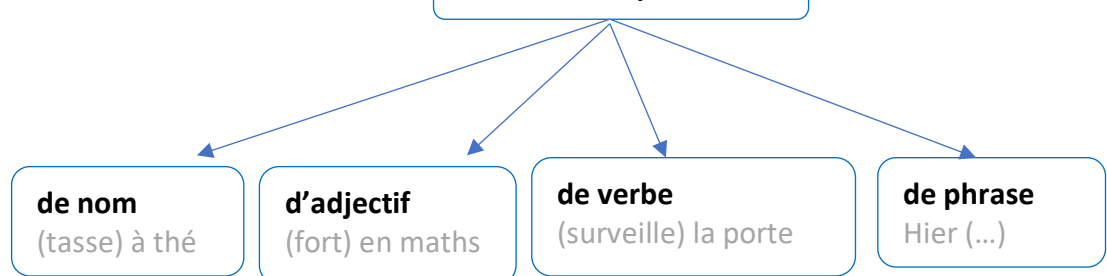 de nom
(tasse) à thé
d’adjectif
(fort) en maths
de verbe
(surveille) la porte
de phrase
Hier (…)